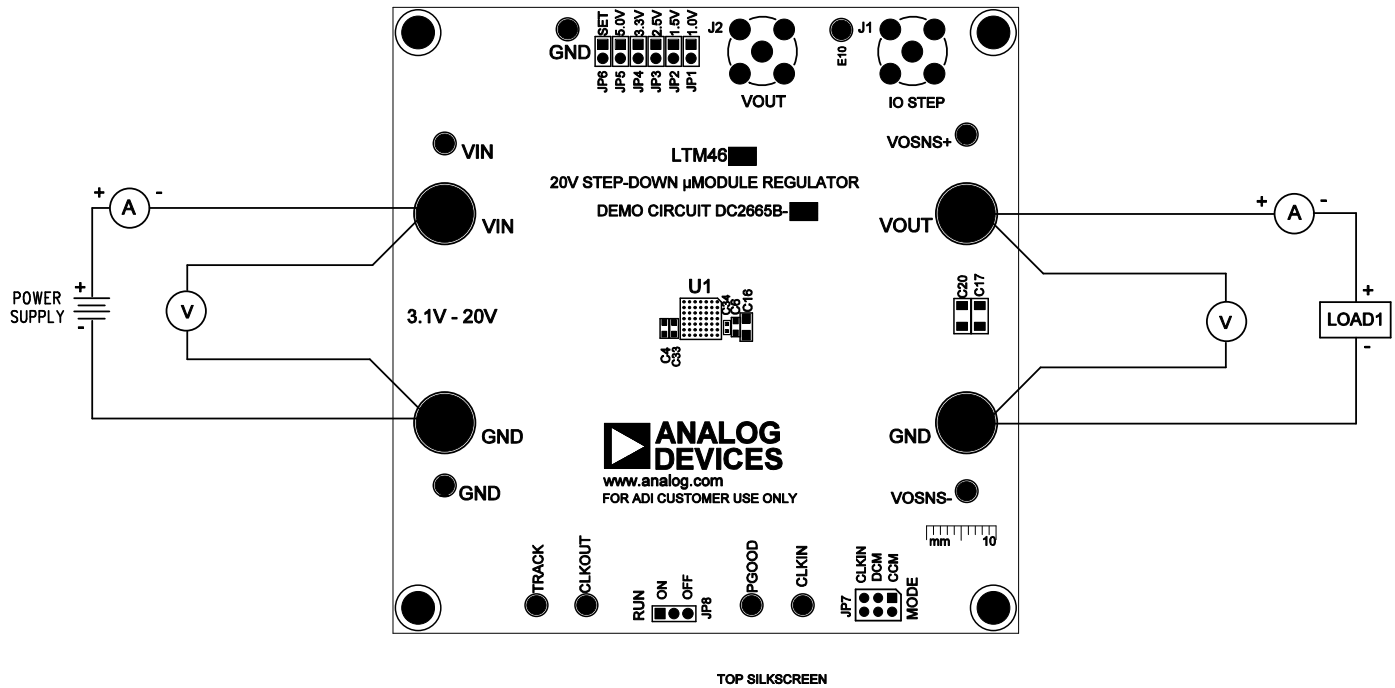 GND
SET
5.0V
3.3V
2.5V
1.5V
1.0V
JP6
JP5
JP4
JP3
JP2
JP1
J2
VOUT
E10
J1
IO STEP
VIN
VOSNS+
LTM46
20V STEP-DOWN µMODULE REGULATOR
DEMO CIRCUIT DC2665B-
+ A -
VIN
VOUT
+ A -
POWER
SUPPLY
+
-
V
3.1V - 20V
U1
C4
C33
C34
C6
C16
C20
C17
V
+
LOAD1
-
GND
GND
ANALOG
DEVICES
www.analog.com
FOR ADI CUSTOMER USE ONLY
GND
VOSNS-
mm 10
TRACK
CLKOUT
RUN
ON
OFF
JP8
PGOOD
CLKIN
JP7
CLKIN
DCM
CCM
MODE
TOP SILKSCREEN